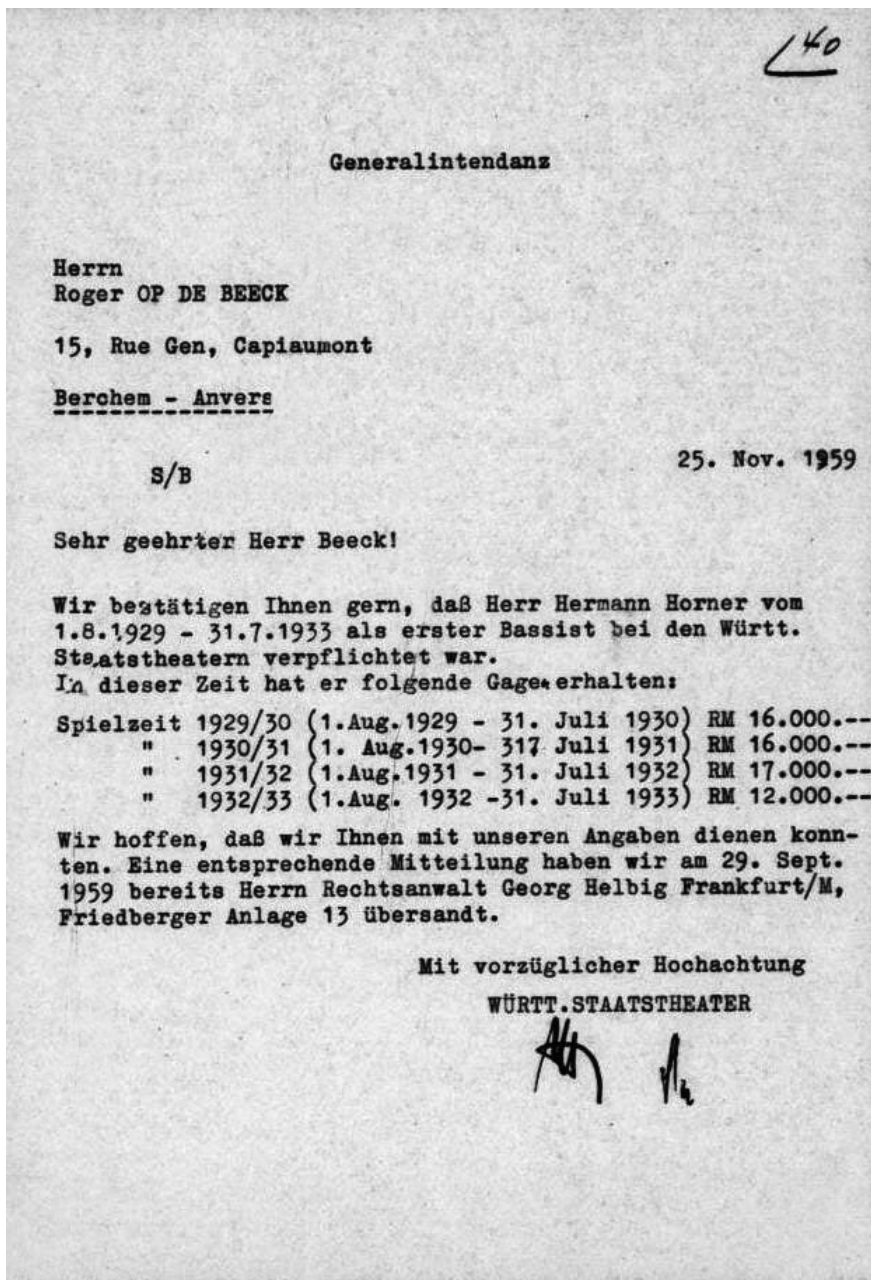 140
Generalintendanz
Herrn
Roger OP DE BEECK
15, Rue Gen, Capiaumont
Berchem - Anvers
25. Nov. 1959
S/B
Sehr geehrter Herr Beeck!
Wir bestätigen Ihnen gern, daß Herr Hermann Horner vom
1.8.1929 - 31.7.1933 als erster Bassist bei den Württ.
Staatstheatern verpflichtet war.
In dieser Zeit hat er folgende Gage erhalten:
Spielzeit 1929/30 (1.Aug.1929 - 31. Juli 1930) RM 16.000.--
" 1930/31 (1. Aug.1930- 317 Juli 1931) RM 16.000.--
" 1931/32 (1.Aug.1931 - 31. Juli 1932) RM 17.000.--
" 1932/33 (1.Aug. 1932 -31. Juli 1933) RM 12.000.--
Wir hoffen, daß wir Ihnen mit unseren Angaben dienen konn-
ten. Eine entsprechende Mitteilung haben wir am 29. Sept.
1959 bereits Herrn Rechtsanwalt Georg Helbig Frankfurt/M,
Friedberger Anlage 13 übersandt.
Mit vorzüglicher Hochachtung
WÜRTT.STAATSTHEATER